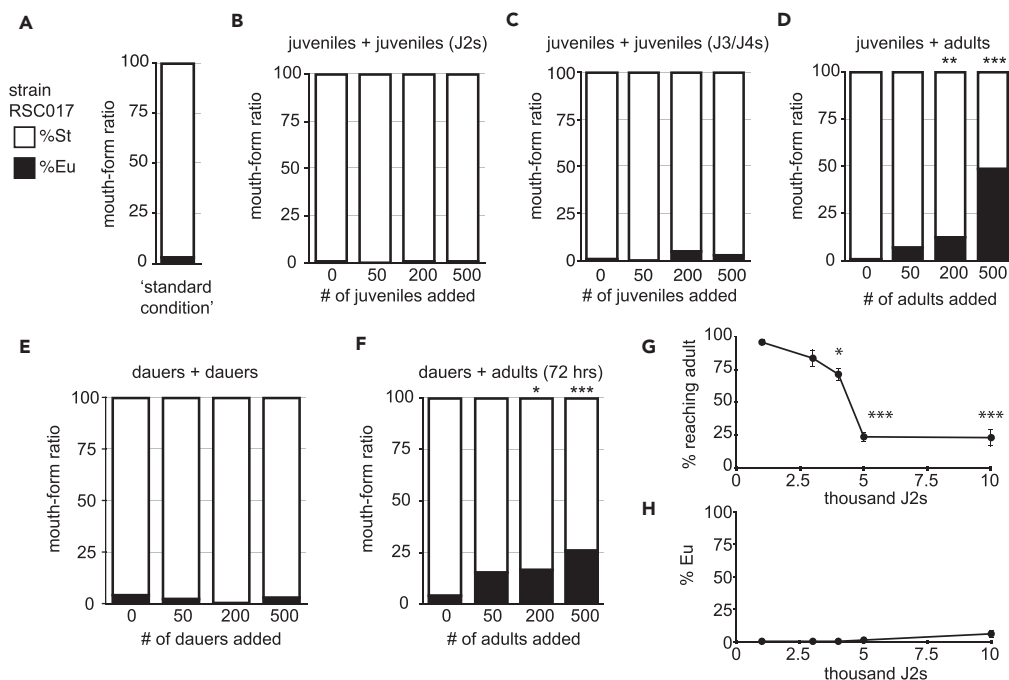 A
strain
RSC017
%St
%Eu
mouth-form ratio
100
75
50
25
0
'standard
condition'
B
juveniles + juveniles (J2s)
mouth-form ratio
100
75
50
25
0
0 50 200 500
# of juveniles added
C
juveniles + juveniles (J3/J4s)
mouth-form ratio
100
75
50
25
0
0 50 200 500
# of juveniles added
D
juveniles + adults
** ***
mouth-form ratio
100
75
50
25
0
0 50 200 500
# of adults added
E
dauers + dauers
mouth-form ratio
100
75
50
25
0
0 50 200 500
# of dauers added
F
dauers + adults (72 hrs)
* ***
mouth-form ratio
100
75
50
25
0
0 50 200 500
# of adults added
G
% reaching adult
100
75
50
25
0
* *** ***
0 2.5 5 7.5 10
thousand J2s
H
% Eu
100
75
50
25
0
0 2.5 5 7.5 10
thousand J2s